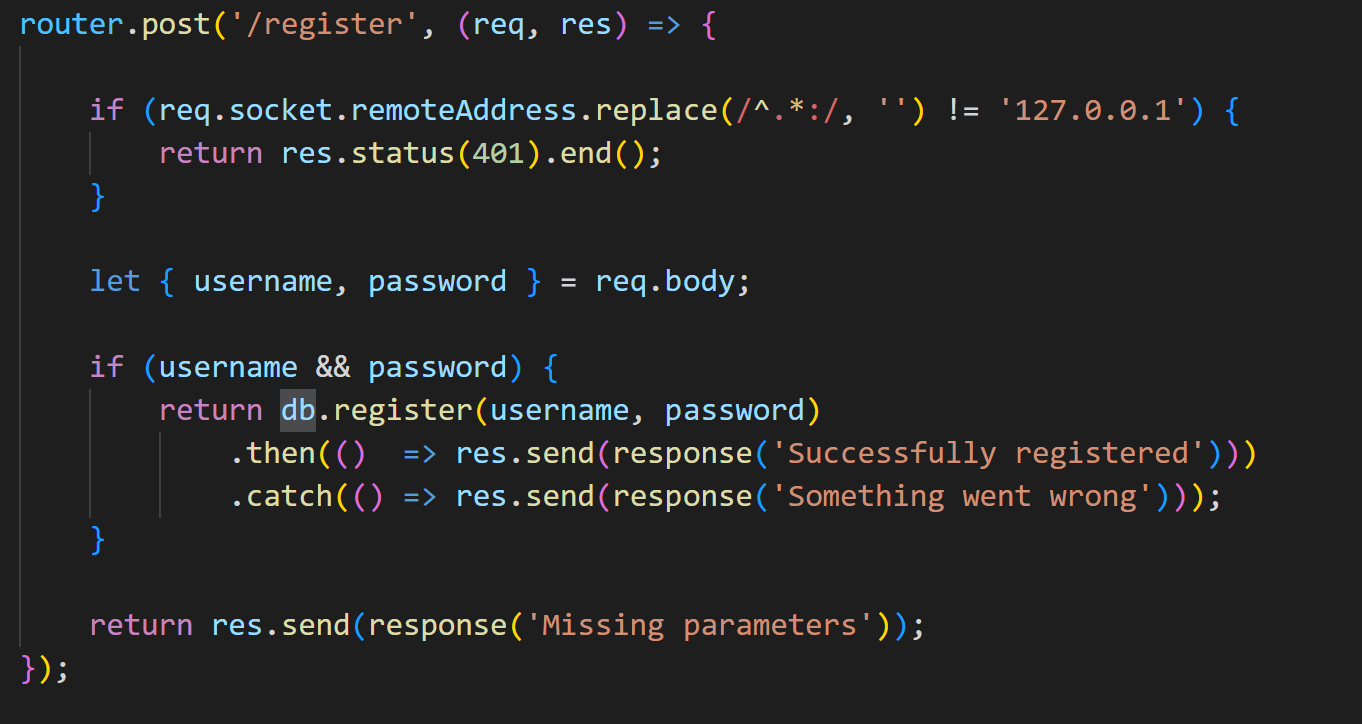 router.post('/register', (req, res) => {
    if (req.socket.remoteAddress.replace(/^.*:/, '') != '127.0.0.1') {
        return res.status(401).end();
    }
    let { username, password } = req.body;
    if (username && password) {
        return db.register(username, password)
            .then(()  => res.send(response('Successfully registered')))
            .catch(() => res.send(response('Something went wrong')));
    }
    return res.send(response('Missing parameters'));
});